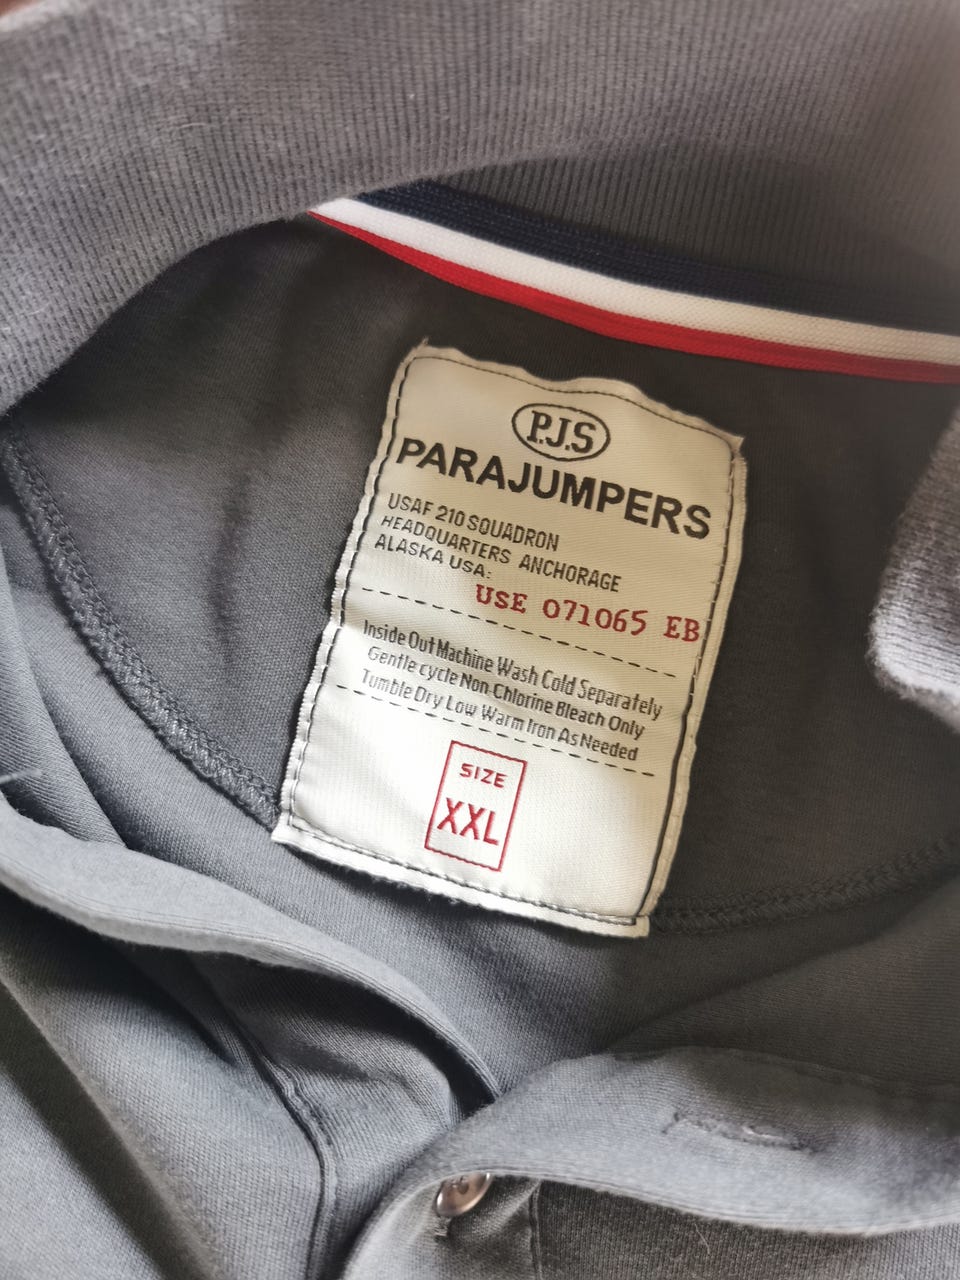 P.J.S
PARAJUMPERS
USAF 210 SQUADRON
HEADQUARTERS ANCHORAGE
ALASKA USA:
USE 071065 EB
Inside Out Machine Wash Cold Separately
Gentle cycle Non Chlorine Bleach Only
Tumble Dry Low Warm Iron As Needed
SIZE
XXL